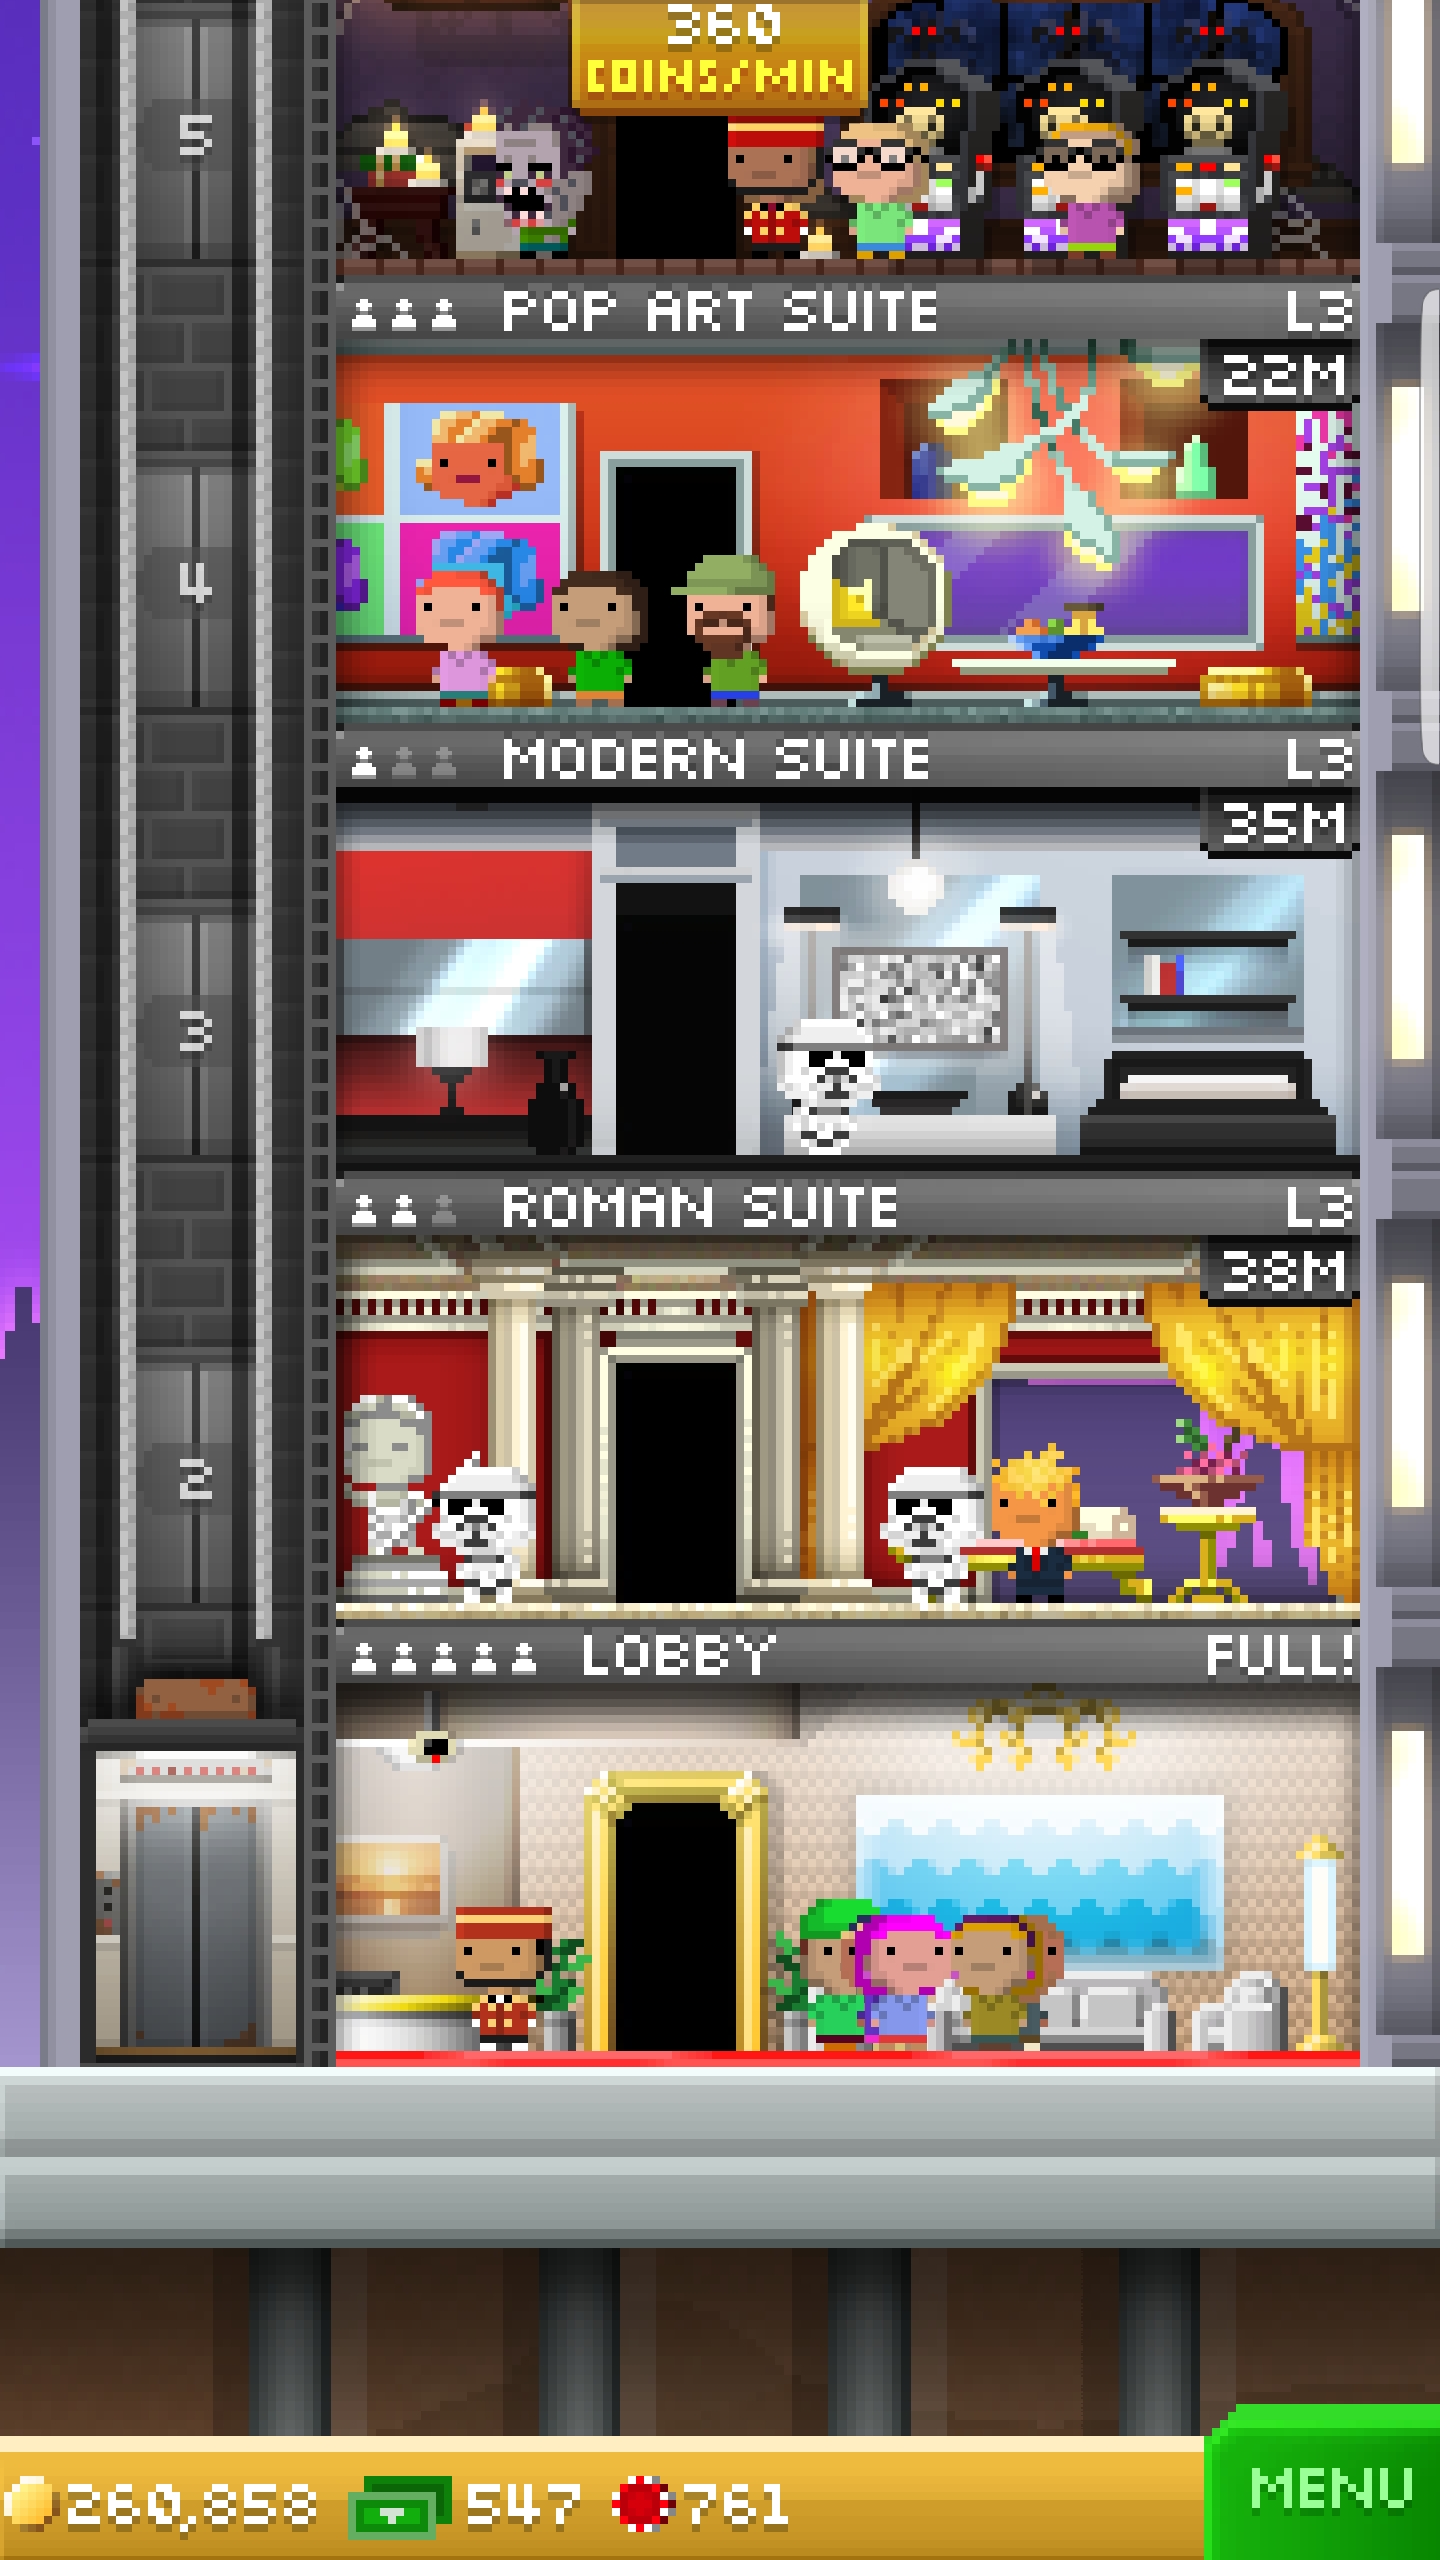 360
COINS/MIN
5
POP ART SUITE L3
22M
4
MODERN SUITE L3
35M
3
ROMAN SUITE L3
38M
2
LOBBY FULL!
260,858 547 761 MENU